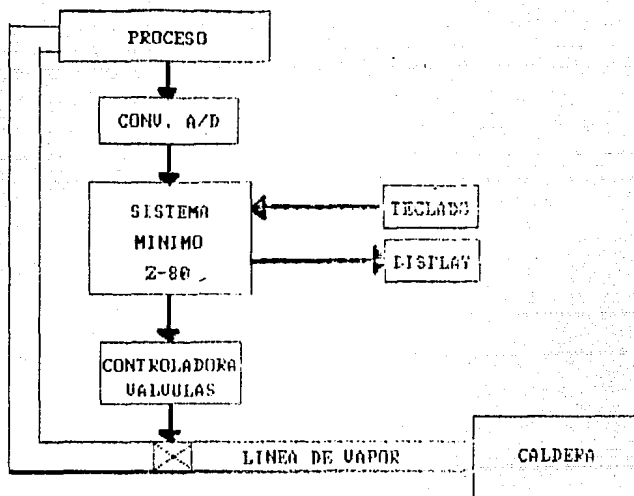 PROCESO
CONV. A/D
SISTEMA
MINIMO
Z-80
TECLADO
DISPLAY
CONTROLADORA
VALVULAS
LINEA DE VAPOR
CALDERA